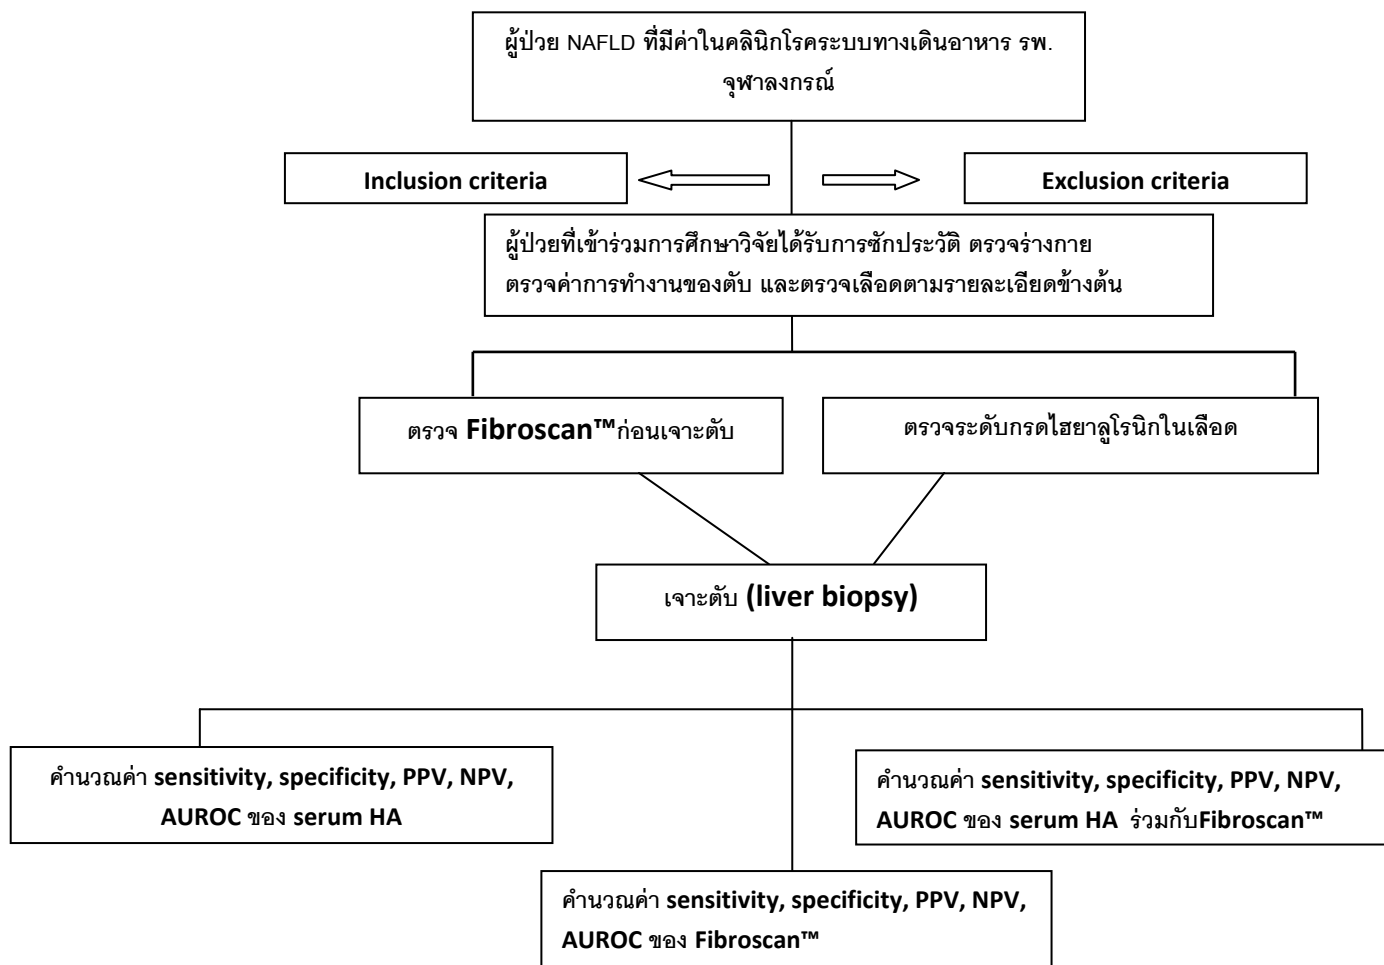 ผู้ป่วย NAFLD ที่มีค่าในคลินิกโรคระบบทางเดินอาหาร รพ.
จุฬาลงกรณ์
Inclusion criteria
Exclusion criteria
ผู้ป่วยที่เข้าร่วมการศึกษาวิจัยได้รับการซักประวัติ ตรวจร่างกาย
ตรวจค่าการทำงานของตับ และตรวจเลือดตามรายละเอียดข้างต้น
ตรวจ Fibroscan™ก่อนเจาะตับ
ตรวจระดับกรดไฮยาลูโรนิกในเลือด
เจาะตับ (liver biopsy)
คำนวณค่า sensitivity, specificity, PPV, NPV,
AUROC ของ serum HA
คำนวณค่า sensitivity, specificity, PPV, NPV,
AUROC ของ serum HA ร่วมกับFibroscan™
คำนวณค่า sensitivity, specificity, PPV, NPV,
AUROC ของ Fibroscan™